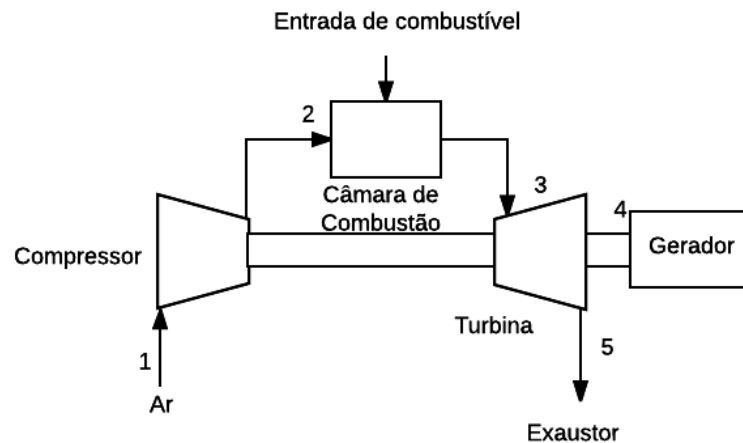 Entrada de combustível
2
Câmara de
Combustão
3
4
Gerador
Compressor
Turbina
1
5
Ar
Exaustor